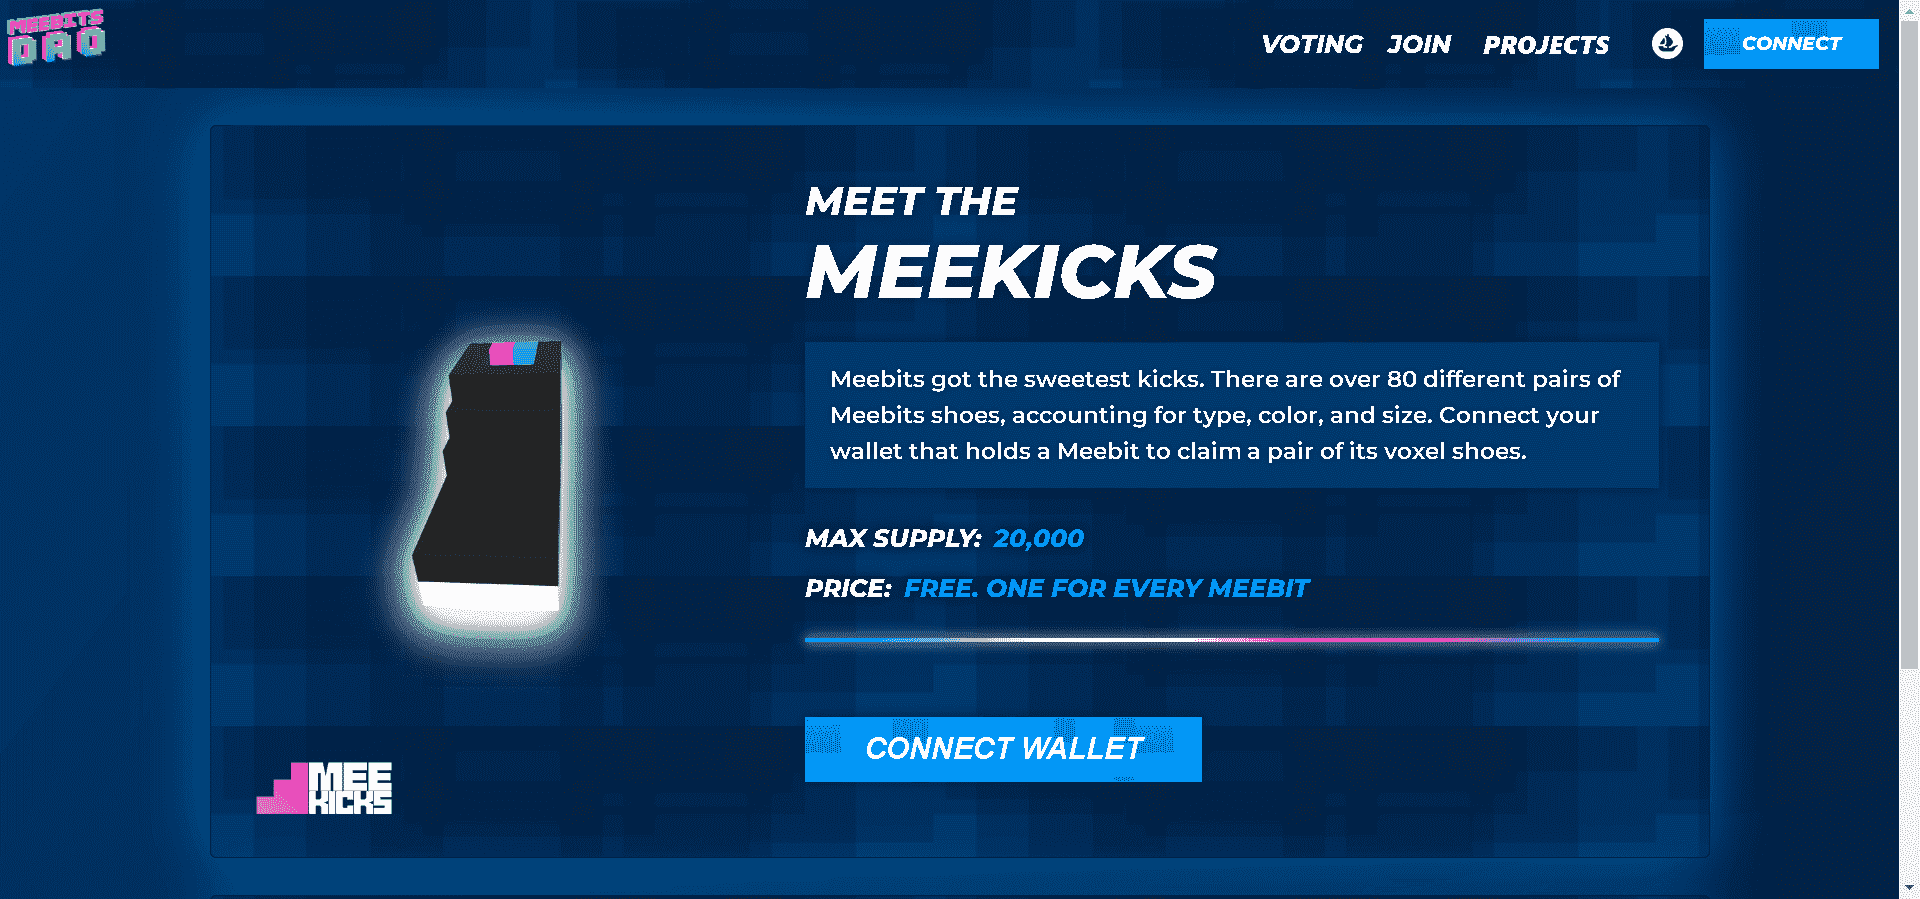 MEEBITS
DAO
VOTING JOIN PROJECTS CONNECT
MEET THE
MEEKICKS
Meebits got the sweetest kicks. There are over 80 different pairs of
Meebits shoes, accounting for type, color, and size. Connect your
wallet that holds a Meebit to claim a pair of its voxel shoes.
MAX SUPPLY: 20,000
PRICE: FREE. ONE FOR EVERY MEEBIT
CONNECT WALLET
MEE
KICKS